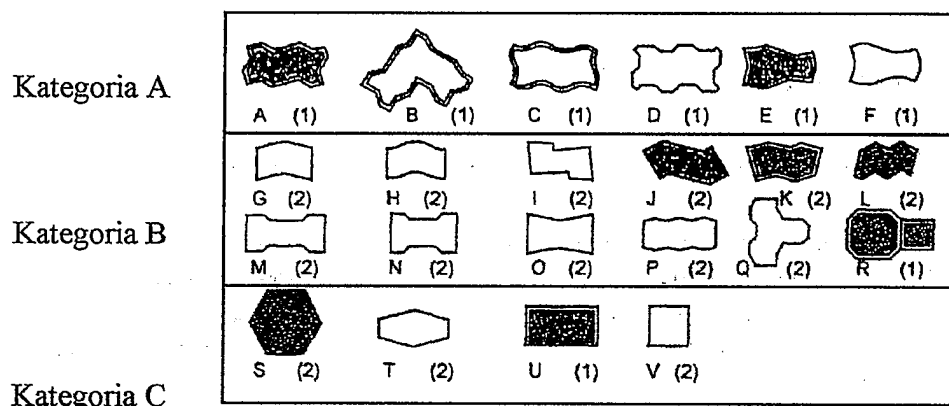 Kategoria A
A (1) B (1) C (1) D (1) E (1) F (1)
G (2) H (2) I (2) J (2) K (2) L (2)
Kategoria B
M (2) N (2) O (2) P (2) Q (2) R (1)
S (2) T (2) U (1) V (2)
Kategoria C